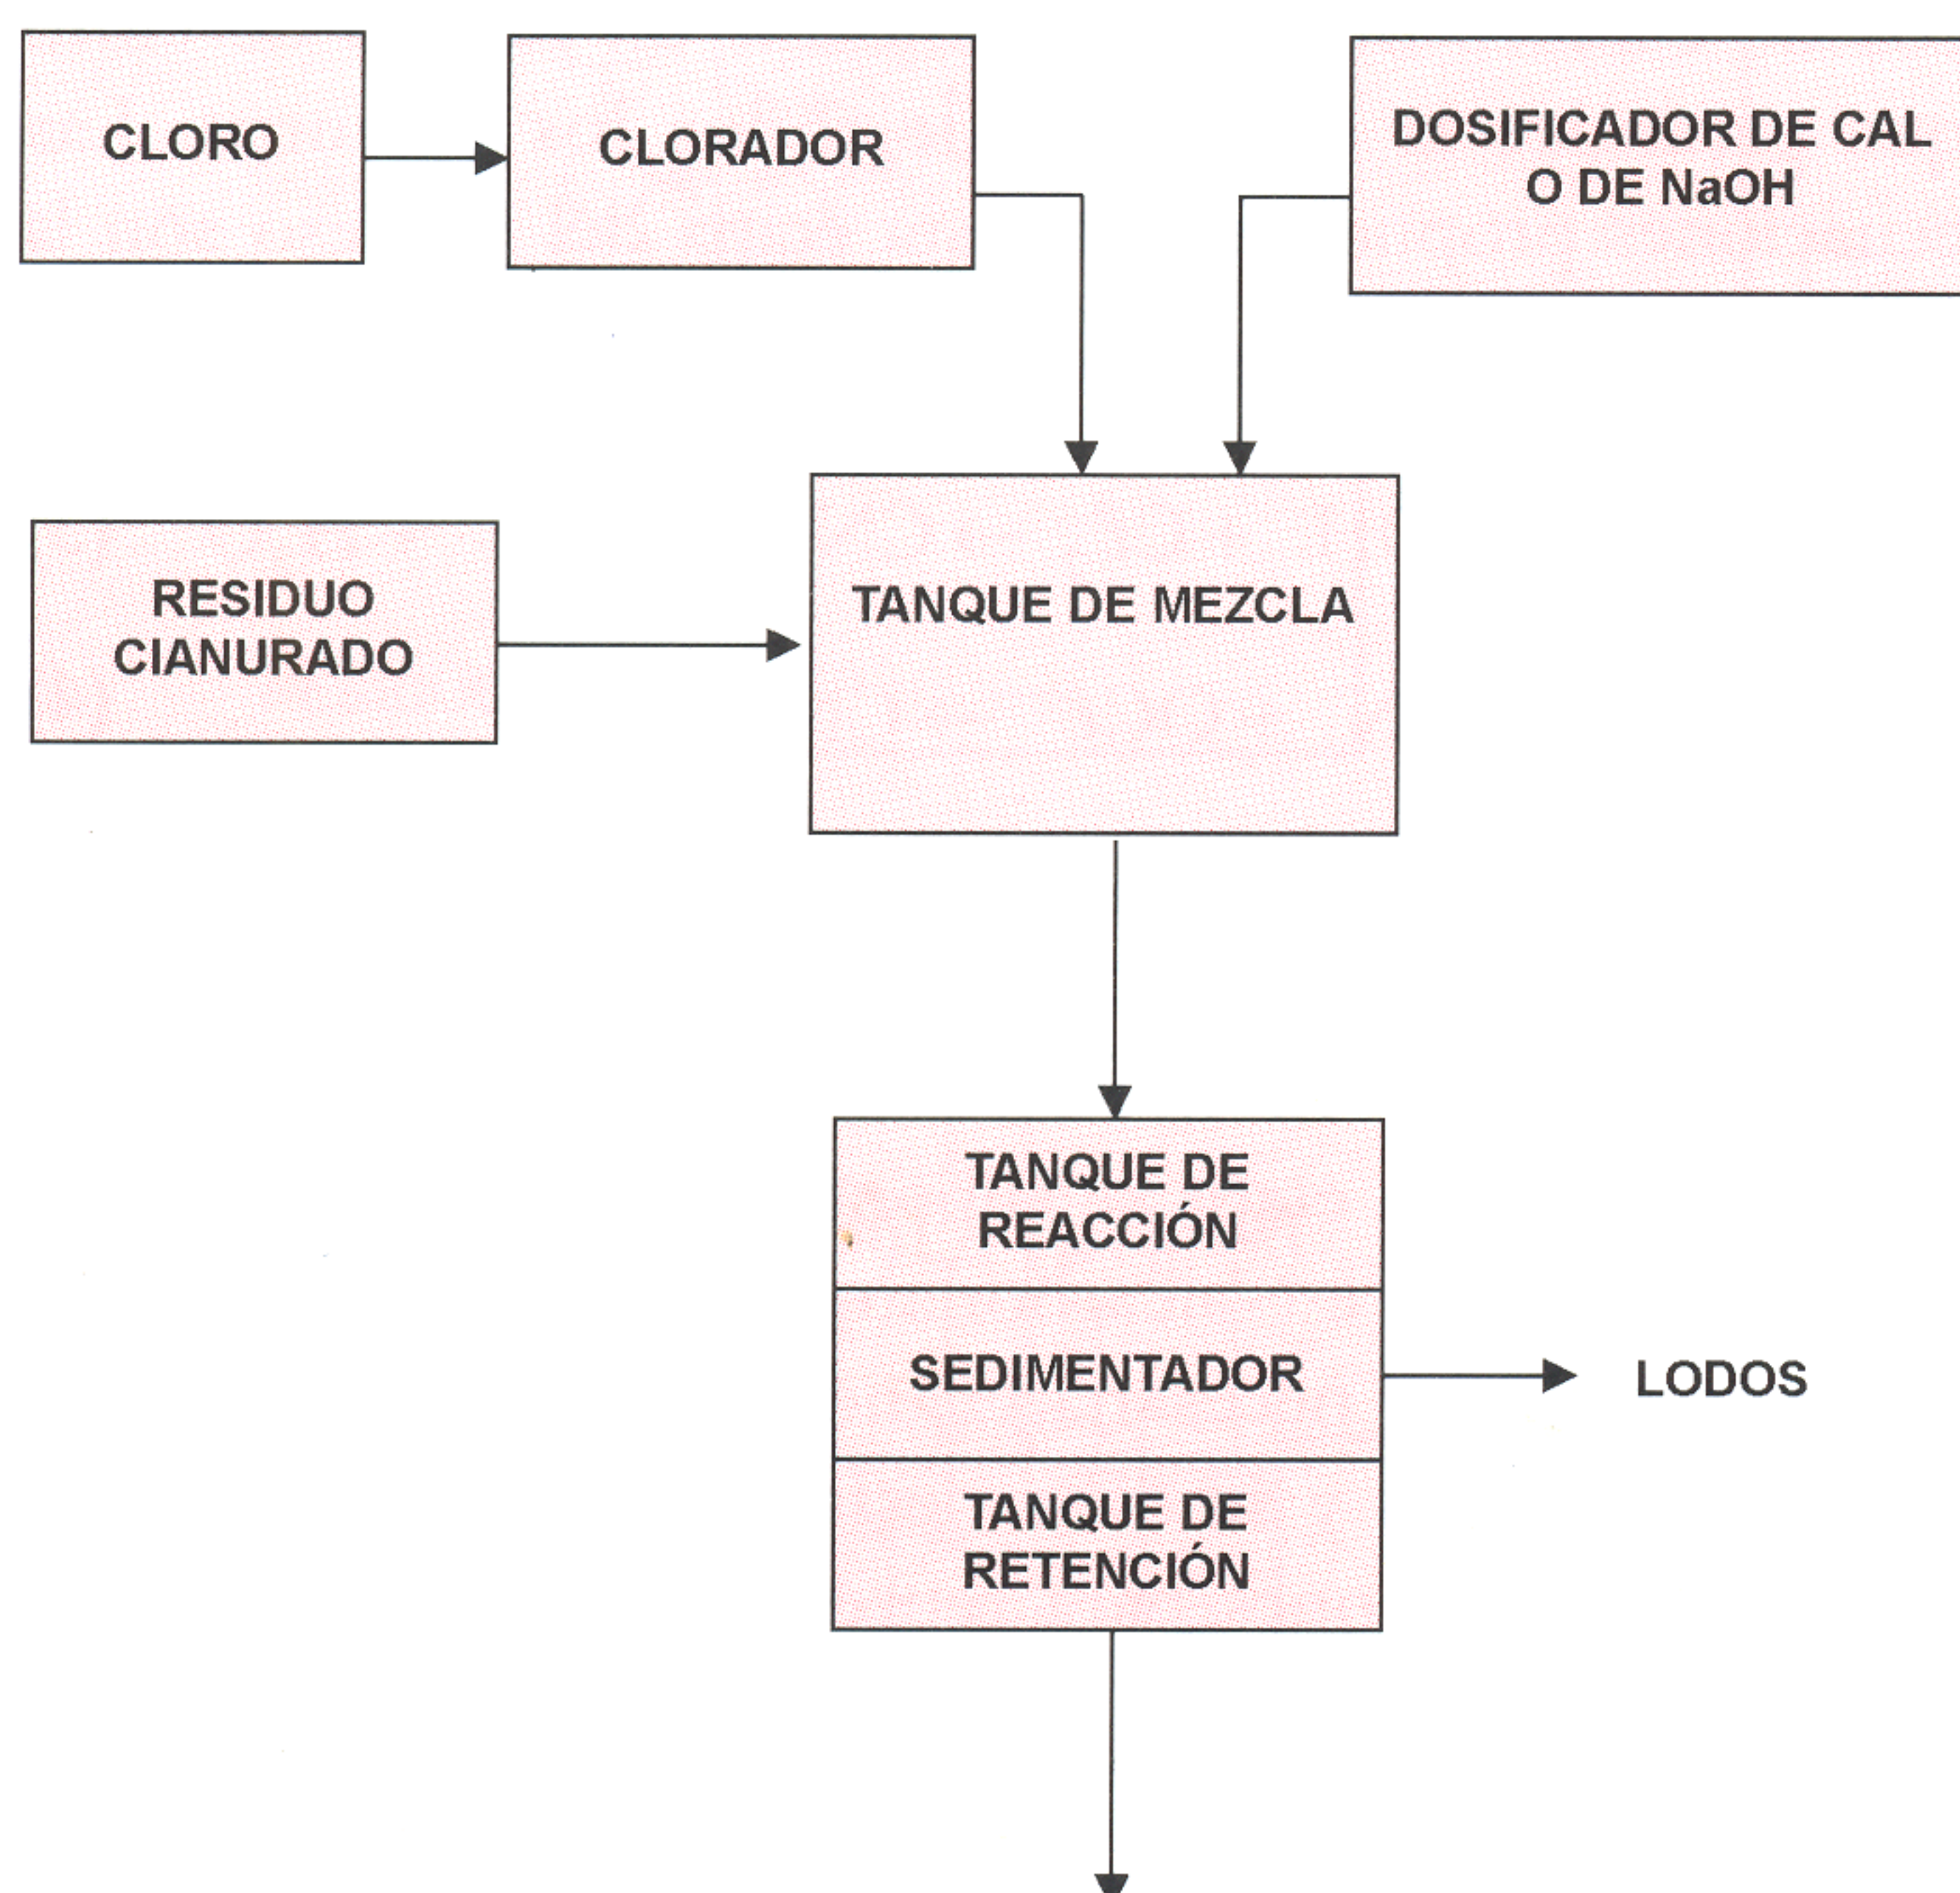 CLORO
CLORADOR
DOSIFICADOR DE CAL
O DE NaOH
RESIDUO
CIANURADO
TANQUE DE MEZCLA
TANQUE DE
REACCIÓN
SEDIMENTADOR
LODOS
TANQUE DE
RETENCIÓN